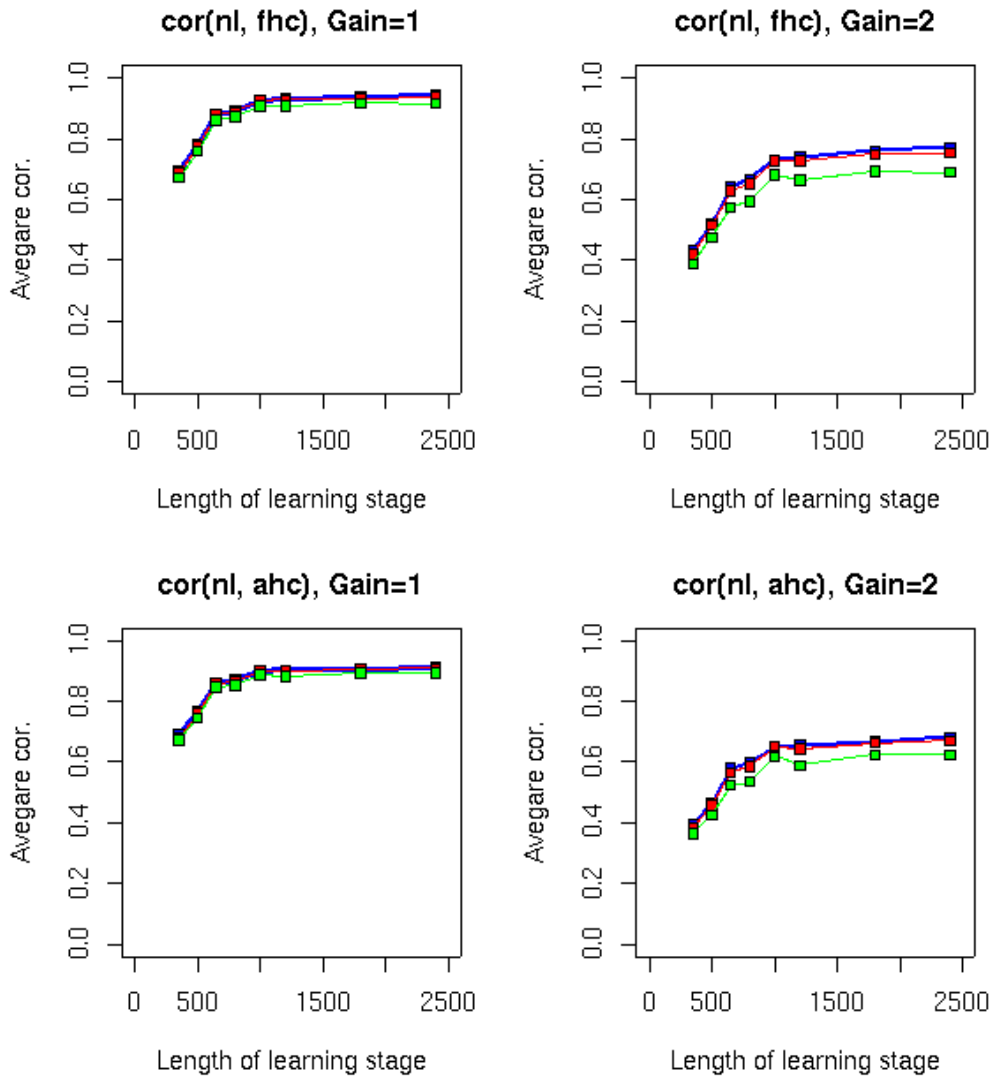 cor(nl, fhc), Gain=1
Avegare cor.
0.0 0.2 0.4 0.6 0.8 1.0
0 500 1500 2500
Length of learning stage
cor(nl, fhc), Gain=2
Avegare cor.
0.0 0.2 0.4 0.6 0.8 1.0
0 500 1500 2500
Length of learning stage
cor(nl, ahc), Gain=1
Avegare cor.
0.0 0.2 0.4 0.6 0.8 1.0
0 500 1500 2500
Length of learning stage
cor(nl, ahc), Gain=2
Avegare cor.
0.0 0.2 0.4 0.6 0.8 1.0
0 500 1500 2500
Length of learning stage